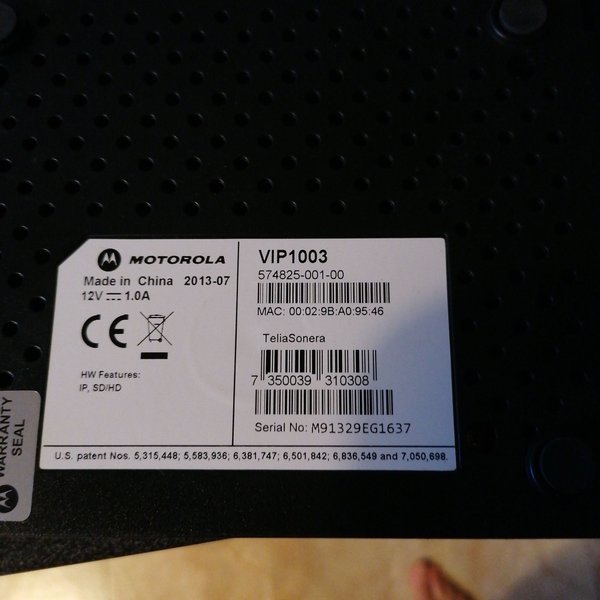 MOTOROLA
Made in China 2013-07
12V 1.0A
CE
HW Features:
IP, SD/HD
VIP1003
574825-001-00
MAC: 00:02:9B:A0:95:46
TeliaSonera
7 350039 310308
Serial No: M91329EG1637
U.S. patent Nos. 5,315,448; 5,583,936; 6,381,747; 6,501,842; 6,836,549 and 7,050,698.
WARRANTY
SEAL